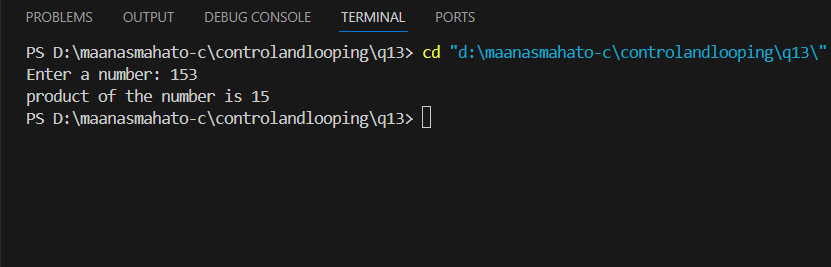 PROBLEMS OUTPUT DEBUG CONSOLE TERMINAL PORTS
PS D:\maanasmahato-c\controlandlooping\q13> cd "d:\maanasmahato-c\controlandlooping\q13\"
Enter a number: 153
product of the number is 15
PS D:\maanasmahato-c\controlandlooping\q13>